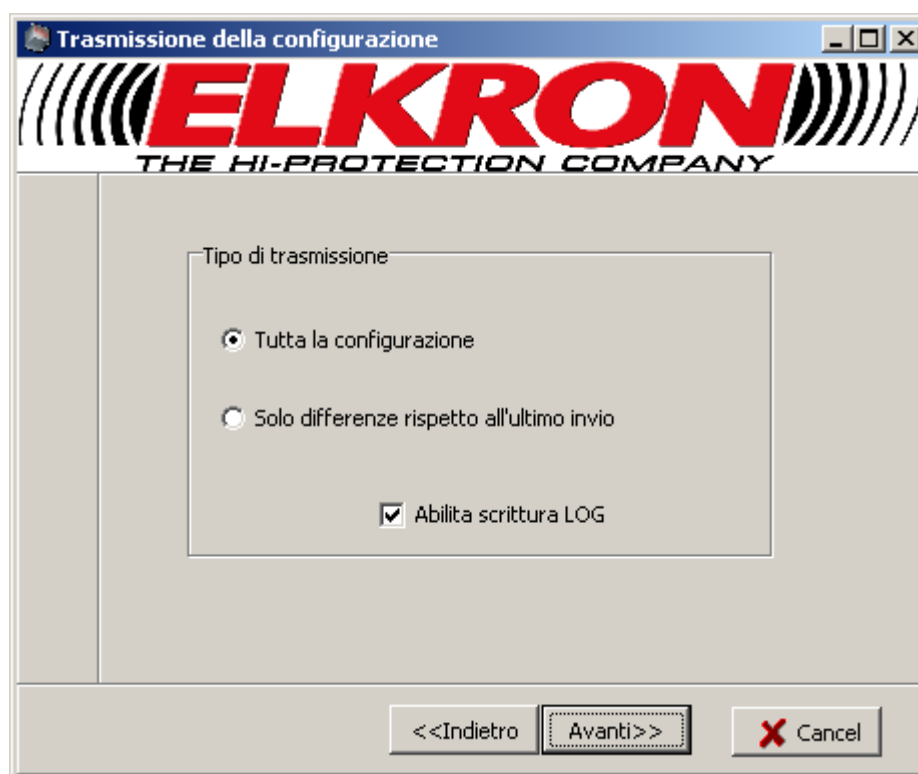 Trasmissione della configurazione
ELKRON
THE HI-PROTECTION COMPANY
Tipo di trasmissione
Tutta la configurazione
Solo differenze rispetto all'ultimo invio
Abilita scrittura LOG
<<Indietro Avanti>> Cancel